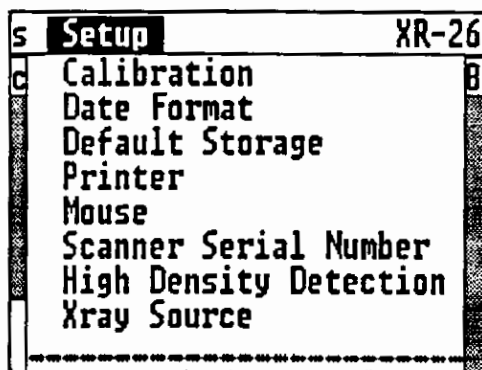 s Setup XR-26
c Calibration B
Date Format
Default Storage
Printer
Mouse
Scanner Serial Number
High Density Detection
Xray Source